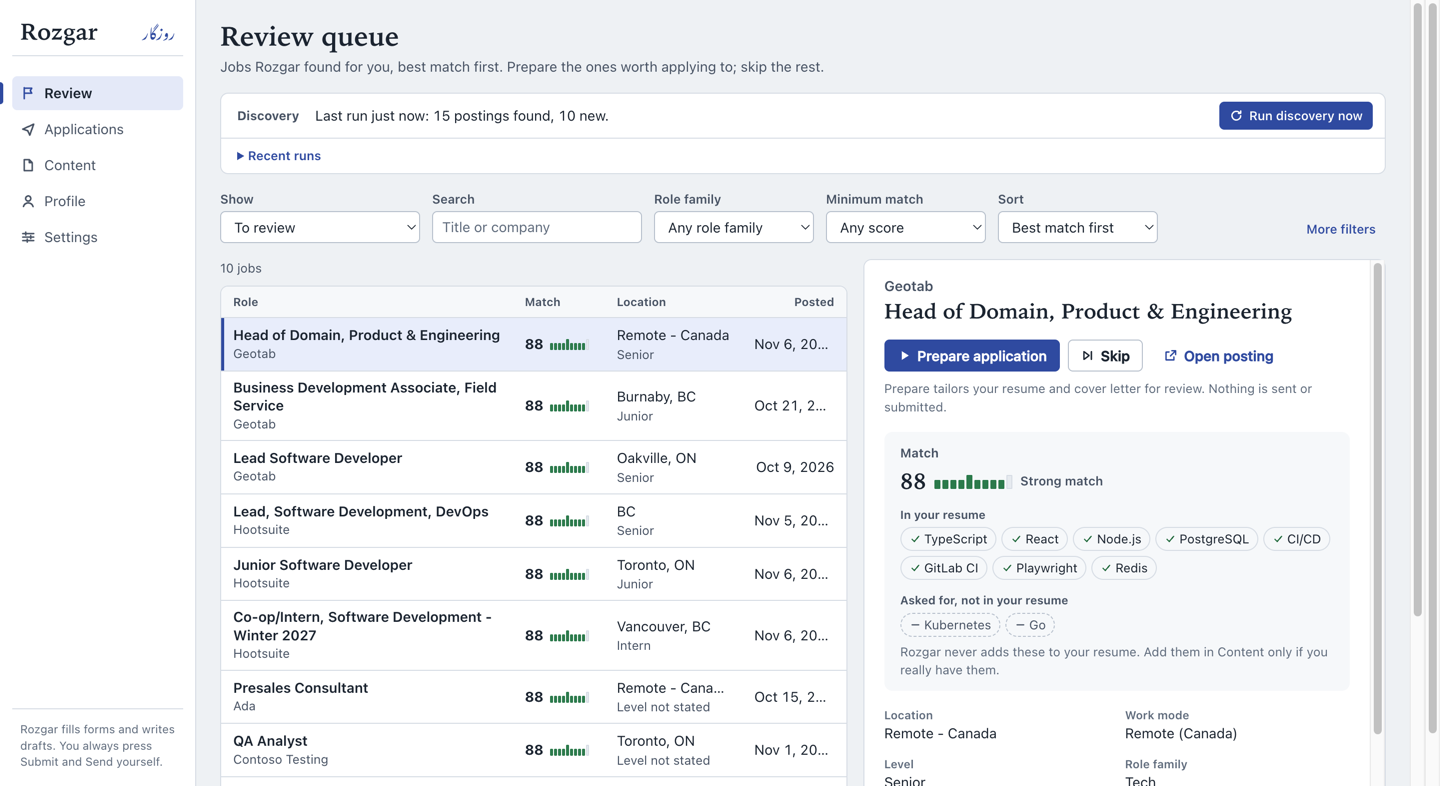 Rozgar روزگار
Review
Applications
Content
Profile
Settings
Rozgar fills forms and writes
drafts. You always press
Submit and Send yourself.
Review queue
Jobs Rozgar found for you, best match first. Prepare the ones worth applying to; skip the rest.
Discovery Last run just now: 15 postings found, 10 new.
Run discovery now
Recent runs
Show Search Role family Minimum match Sort
To review Title or company Any role family Any score Best match first
More filters
10 jobs
Role Match Location Posted
Head of Domain, Product & Engineering 88 Remote - Canada Nov 6, 20...
Geotab Senior
Business Development Associate, Field
Service 88 Burnaby, BC Oct 21, 2...
Geotab Junior
Lead Software Developer 88 Oakville, ON Oct 9, 2026
Geotab Senior
Lead, Software Development, DevOps 88 BC Nov 5, 20...
Hootsuite Senior
Junior Software Developer 88 Toronto, ON Nov 6, 20...
Hootsuite Junior
Co-op/Intern, Software Development -
Winter 2027 88 Vancouver, BC Nov 6, 20...
Hootsuite Intern
Presales Consultant 88 Remote - Cana... Oct 15, 2...
Ada Level not stated
QA Analyst 88 Toronto, ON Nov 1, 20...
Contoso Testing Level not stated
Geotab
Head of Domain, Product & Engineering
Prepare application Skip Open posting
Prepare tailors your resume and cover letter for review. Nothing is sent or
submitted.
Match
88 Strong match
In your resume
TypeScript React Node.js PostgreSQL CI/CD
GitLab CI Playwright Redis
Asked for, not in your resume
Kubernetes Go
Rozgar never adds these to your resume. Add them in Content only if you
really have them.
Location Work mode
Remote - Canada Remote (Canada)
Level Role family
Senior Tech